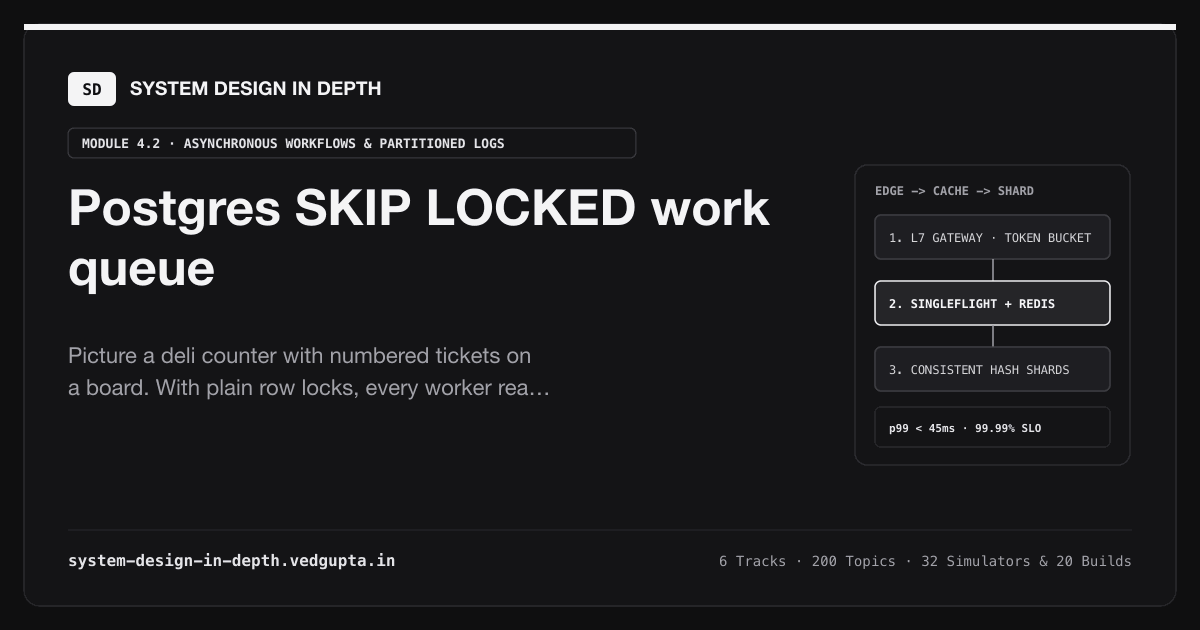 SD
SYSTEM DESIGN IN DEPTH
MODULE 4.2 · ASYNCHRONOUS WORKFLOWS & PARTITIONED LOGS
Postgres SKIP LOCKED work
queue
Picture a deli counter with numbered tickets on
a board. With plain row locks, every worker rea…
EDGE -> CACHE -> SHARD
1. L7 GATEWAY · TOKEN BUCKET
2. SINGLEFLIGHT + REDIS
3. CONSISTENT HASH SHARDS
p99 < 45ms · 99.99% SLO
system-design-in-depth.vedgupta.in
6 Tracks · 200 Topics · 32 Simulators & 20 Builds